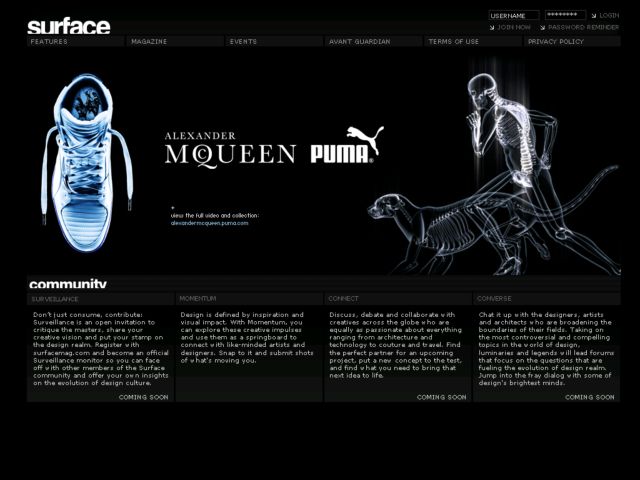 USERNAME ******** LOGIN
surface JOIN NOW PASSWORD REMINDER
FEATURES MAGAZINE EVENTS AVANT GUARDIAN TERMS OF USE PRIVACY POLICY
ALEXANDER
McQUEEN PUMA®
+
view the full video and collection:
alexandermcqueen.puma.com
community
SURVEILLANCE
Don't just consume, contribute:
Surveillance is an open invitation to
critique the masters, share your
creative vision and put your stamp on
the design realm. Register with
surfacemag.com and become an official
Surveillance monitor so you can face
off with other members of the Surface
community and offer your own insights
on the evolution of design culture.
COMING SOON
MOMENTUM
Design is defined by inspiration and
visual impact. With Momentum, you
can explore these creative impulses
and use them as a springboard to
connect with like-minded artists and
designers. Snap to it and submit shots
of what's moving you.
CONNECT
Discuss, debate and collaborate with
creatives across the globe who are
equally as passionate about everything
ranging from architecture and
technology to couture and travel. Find
the perfect partner for an upcoming
project, put a new concept to the test,
and find what you need to bring that
next idea to life.
COMING SOON
CONVERSE
Chat it up with the designers, artists
and architects who are broadening the
boundaries of their fields. Taking on
the most controversial and compelling
topics in the world of design,
luminaries and legends will lead forums
that focus on the questions that are
fueling the evolution of design realm.
Jump into the fray dialog with some of
design's brightest minds.
COMING SOON